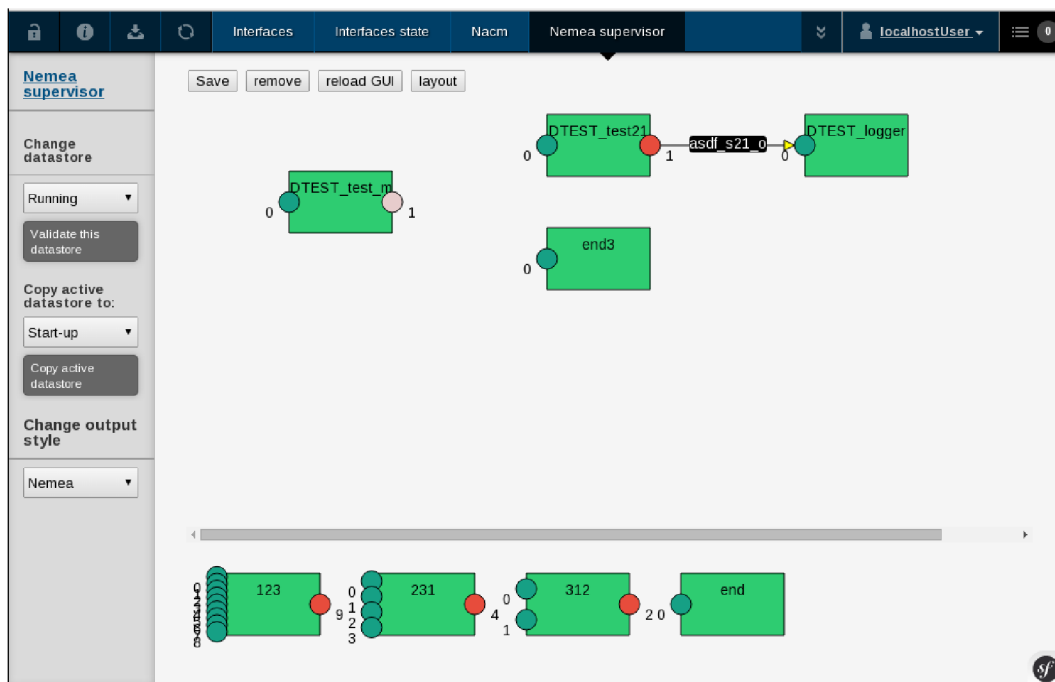 Interfaces
Interfaces state
Nacm
Nemea supervisor
localhostUser
0
Nemea
supervisor
Change
datastore
Running
Validate this
datastore
Copy active
datastore to:
Start-up
Copy active
datastore
Change output
style
Nemea
Save
remove
reload GUI
layout
DTEST_test21
0
1
asdf_s21_o
0
DTEST_logger
DTEST_test_m
0
1
end3
0
123
0
8
9
231
0
1
2
3
4
312
0
1
2
end
0
sf